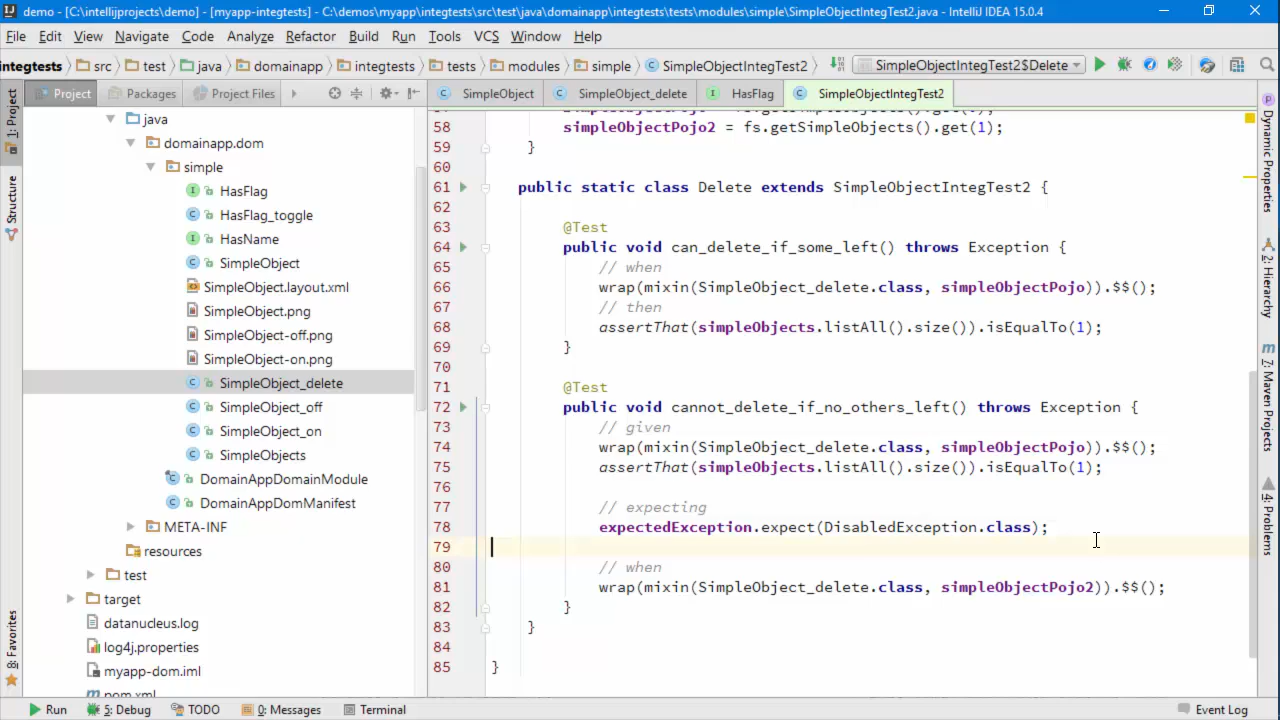 demo - [C:\intellijprojects\demo] - [myapp-integtests] - C:\demos\myapp\integtests\src\test\java\domainapp\integtests\tests\modules\simple\SimpleObjectIntegTest2.java - IntelliJ IDEA 15.0.4
File Edit View Navigate Code Analyze Refactor Build Run Tools VCS Window Help
integtests src test java domainapp integtests tests modules simple SimpleObjectIntegTest2 SimpleObjectIntegTest2$Delete
Project Packages Project Files SimpleObject SimpleObject_delete HasFlag SimpleObjectIntegTest2
1: Project
Structure
8: Favorites
java
domainapp.dom
simple
HasFlag
HasFlag_toggle
HasName
SimpleObject
SimpleObject.layout.xml
SimpleObject.png
SimpleObject-off.png
SimpleObject-on.png
SimpleObject_delete
SimpleObject_off
SimpleObject_on
SimpleObjects
DomainAppDomainModule
DomainAppDomManifest
META-INF
resources
test
target
datanucleus.log
log4j.properties
myapp-dom.iml
pom.xml
58 simpleObjectPojo2 = fs.getSimpleObjects().get(1);
59 }
60
61 public static class Delete extends SimpleObjectIntegTest2 {
62
63 @Test
64 public void can_delete_if_some_left() throws Exception {
65 // when
66 wrap(mixin(SimpleObject_delete.class, simpleObjectPojo)).$$();
67 // then
68 assertThat(simpleObjects.listAll().size()).isEqualTo(1);
69 }
70
71 @Test
72 public void cannot_delete_if_no_others_left() throws Exception {
73 // given
74 wrap(mixin(SimpleObject_delete.class, simpleObjectPojo)).$$();
75 assertThat(simpleObjects.listAll().size()).isEqualTo(1);
76
77 // expecting
78 expectedException.expect(DisabledException.class);
79
80 // when
81 wrap(mixin(SimpleObject_delete.class, simpleObjectPojo2)).$$();
82 }
83 }
84
85 }
Dynamic Properties
2: Hierarchy
7: Maven Projects
4: Problems
Run 5: Debug TODO 0: Messages Terminal Event Log